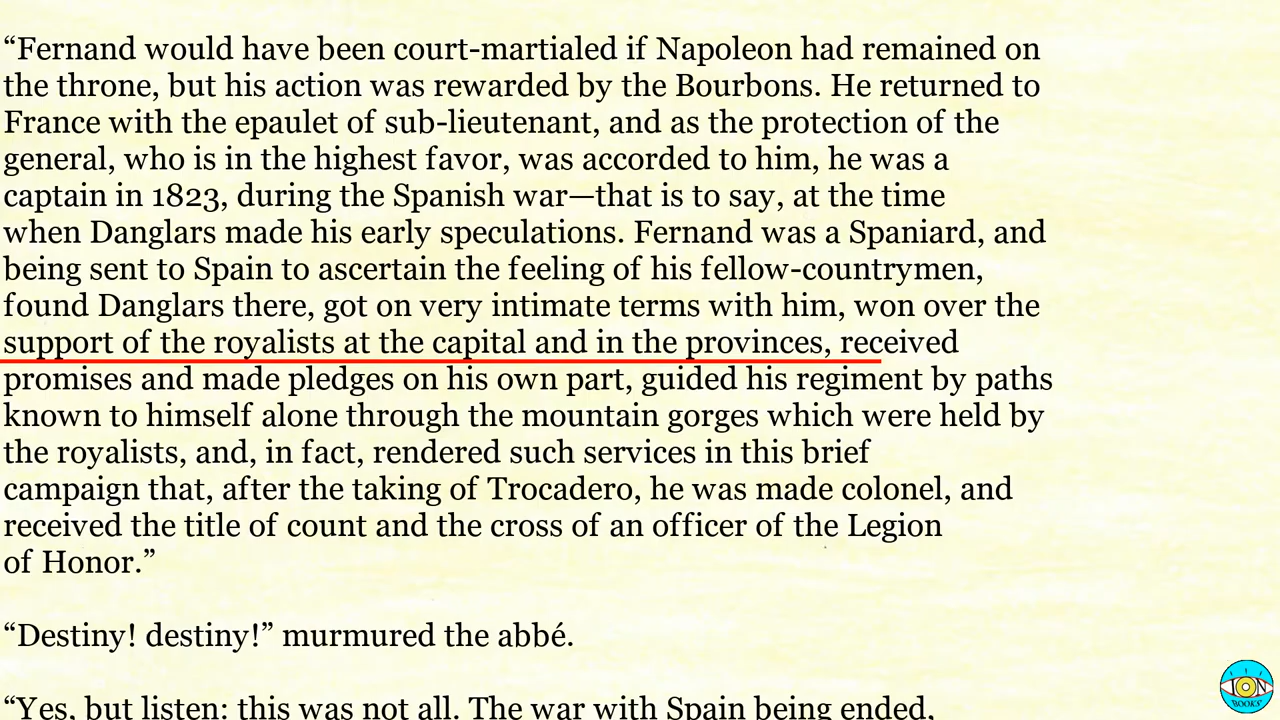 “Fernand would have been court-martialed if Napoleon had remained on
the throne, but his action was rewarded by the Bourbons. He returned to
France with the epaulet of sub-lieutenant, and as the protection of the
general, who is in the highest favor, was accorded to him, he was a
captain in 1823, during the Spanish war—that is to say, at the time
when Danglars made his early speculations. Fernand was a Spaniard, and
being sent to Spain to ascertain the feeling of his fellow-countrymen,
found Danglars there, got on very intimate terms with him, won over the
support of the royalists at the capital and in the provinces, received
promises and made pledges on his own part, guided his regiment by paths
known to himself alone through the mountain gorges which were held by
the royalists, and, in fact, rendered such services in this brief
campaign that, after the taking of Trocadero, he was made colonel, and
received the title of count and the cross of an officer of the Legion
of Honor.”
“Destiny! destiny!” murmured the abbé.
“Yes, but listen: this was not all. The war with Spain being ended,
ION
BOOKS